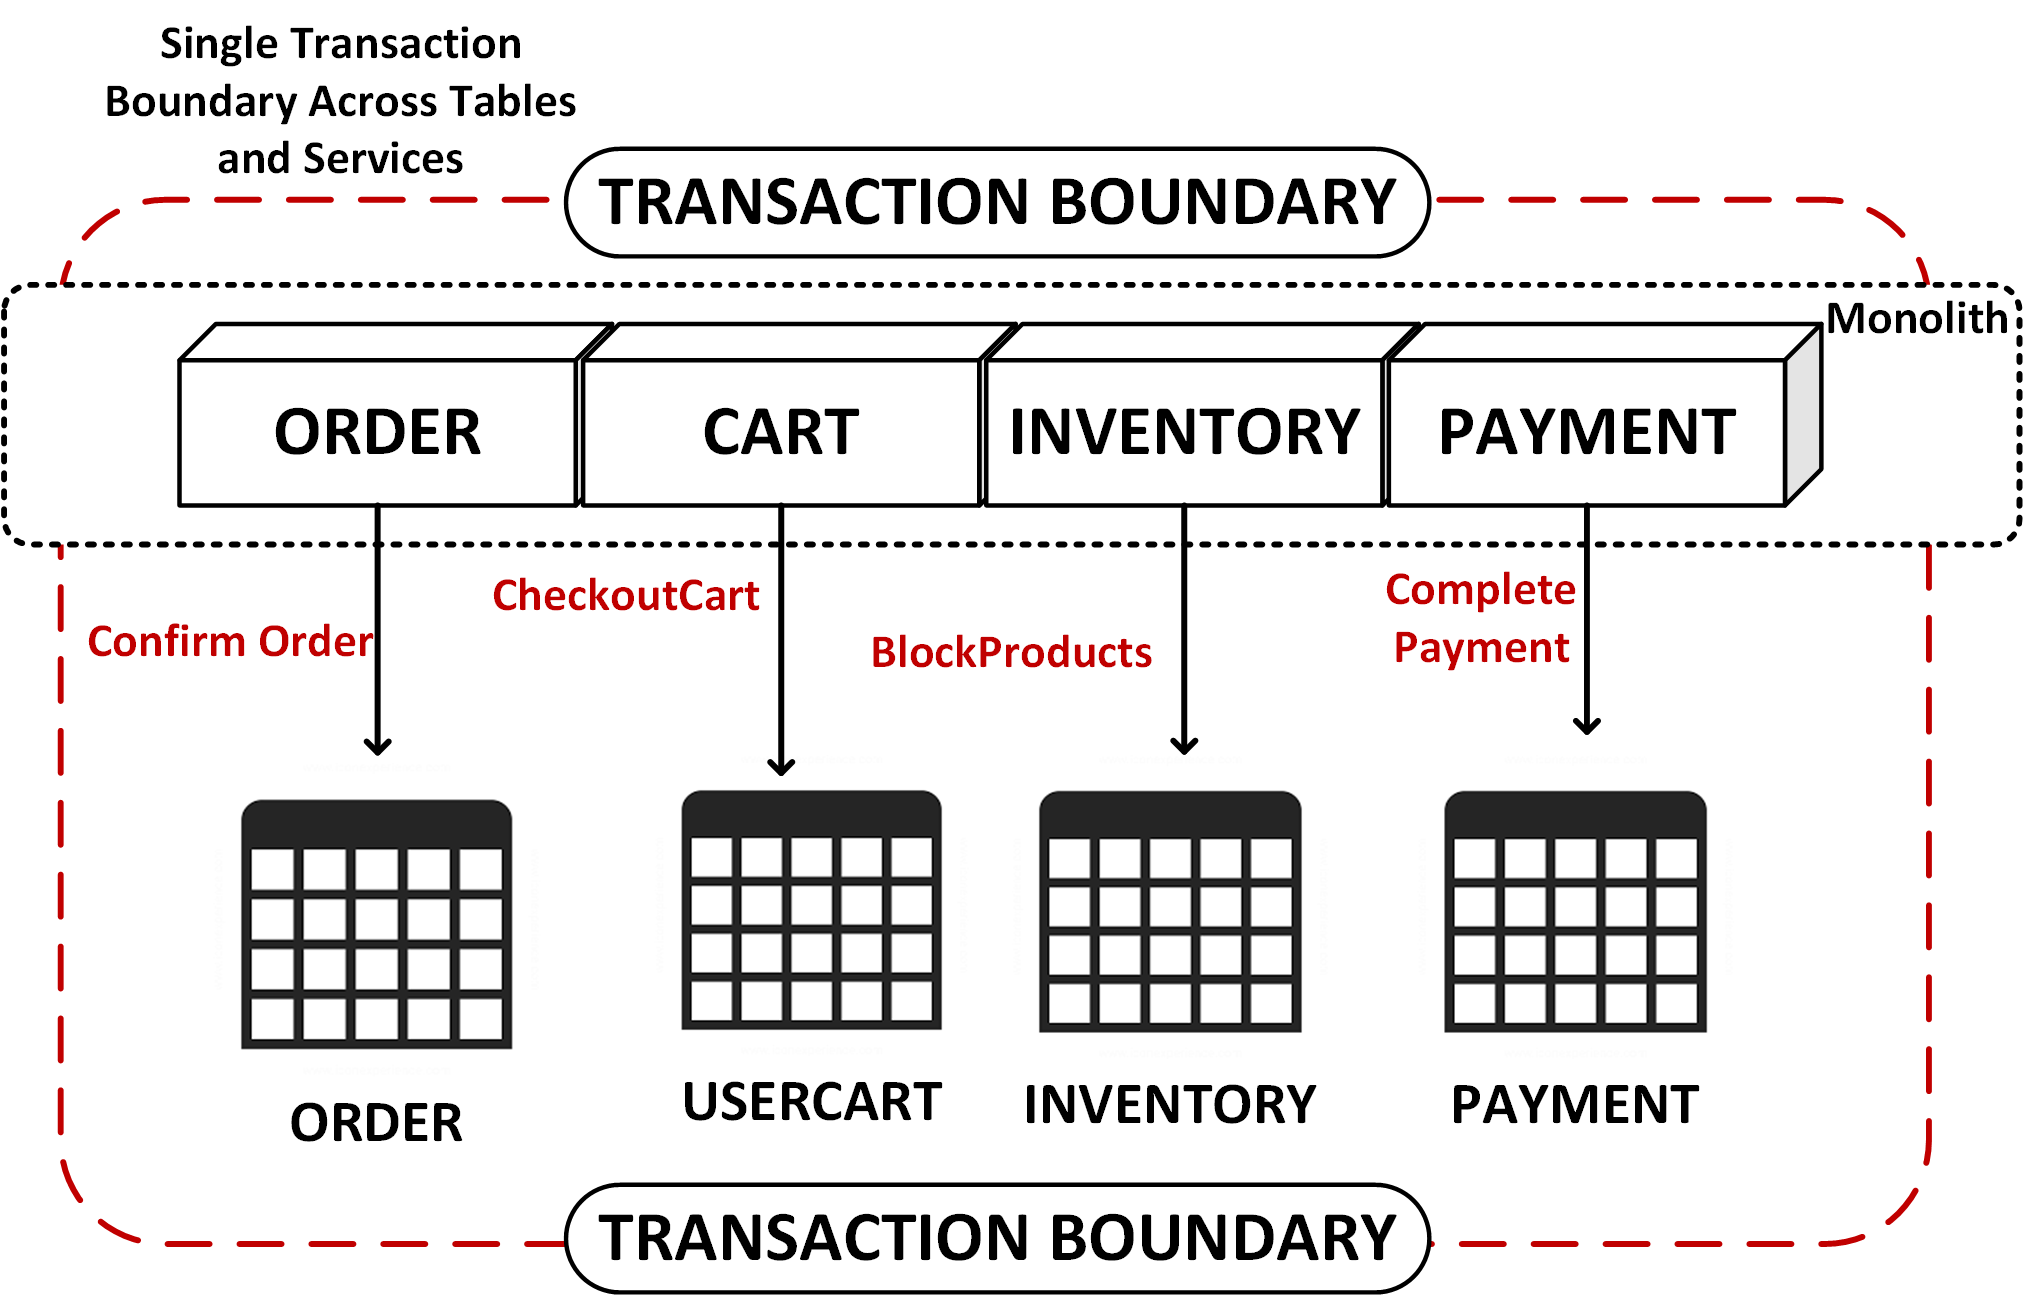 Single Transaction
Boundary Across Tables
and Services
TRANSACTION BOUNDARY
Monolith
ORDER
CART
INVENTORY
PAYMENT
Confirm Order
CheckoutCart
BlockProducts
Complete
Payment
ORDER
USERCART
INVENTORY
PAYMENT
TRANSACTION BOUNDARY